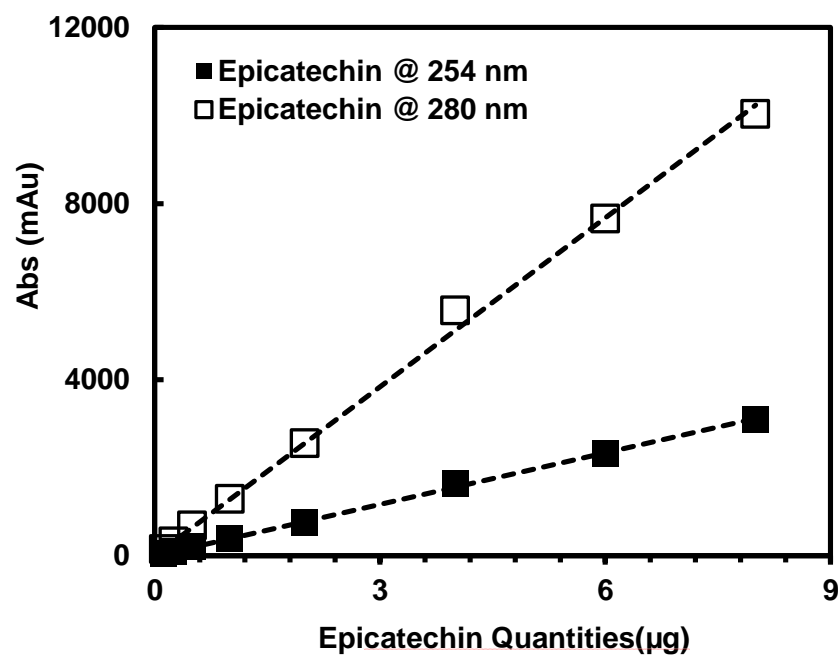 12000
Epicatechin @ 254 nm
Epicatechin @ 280 nm
8000
Abs (mAu)
4000
0
0 3 6 9
Epicatechin Quantities(μg)